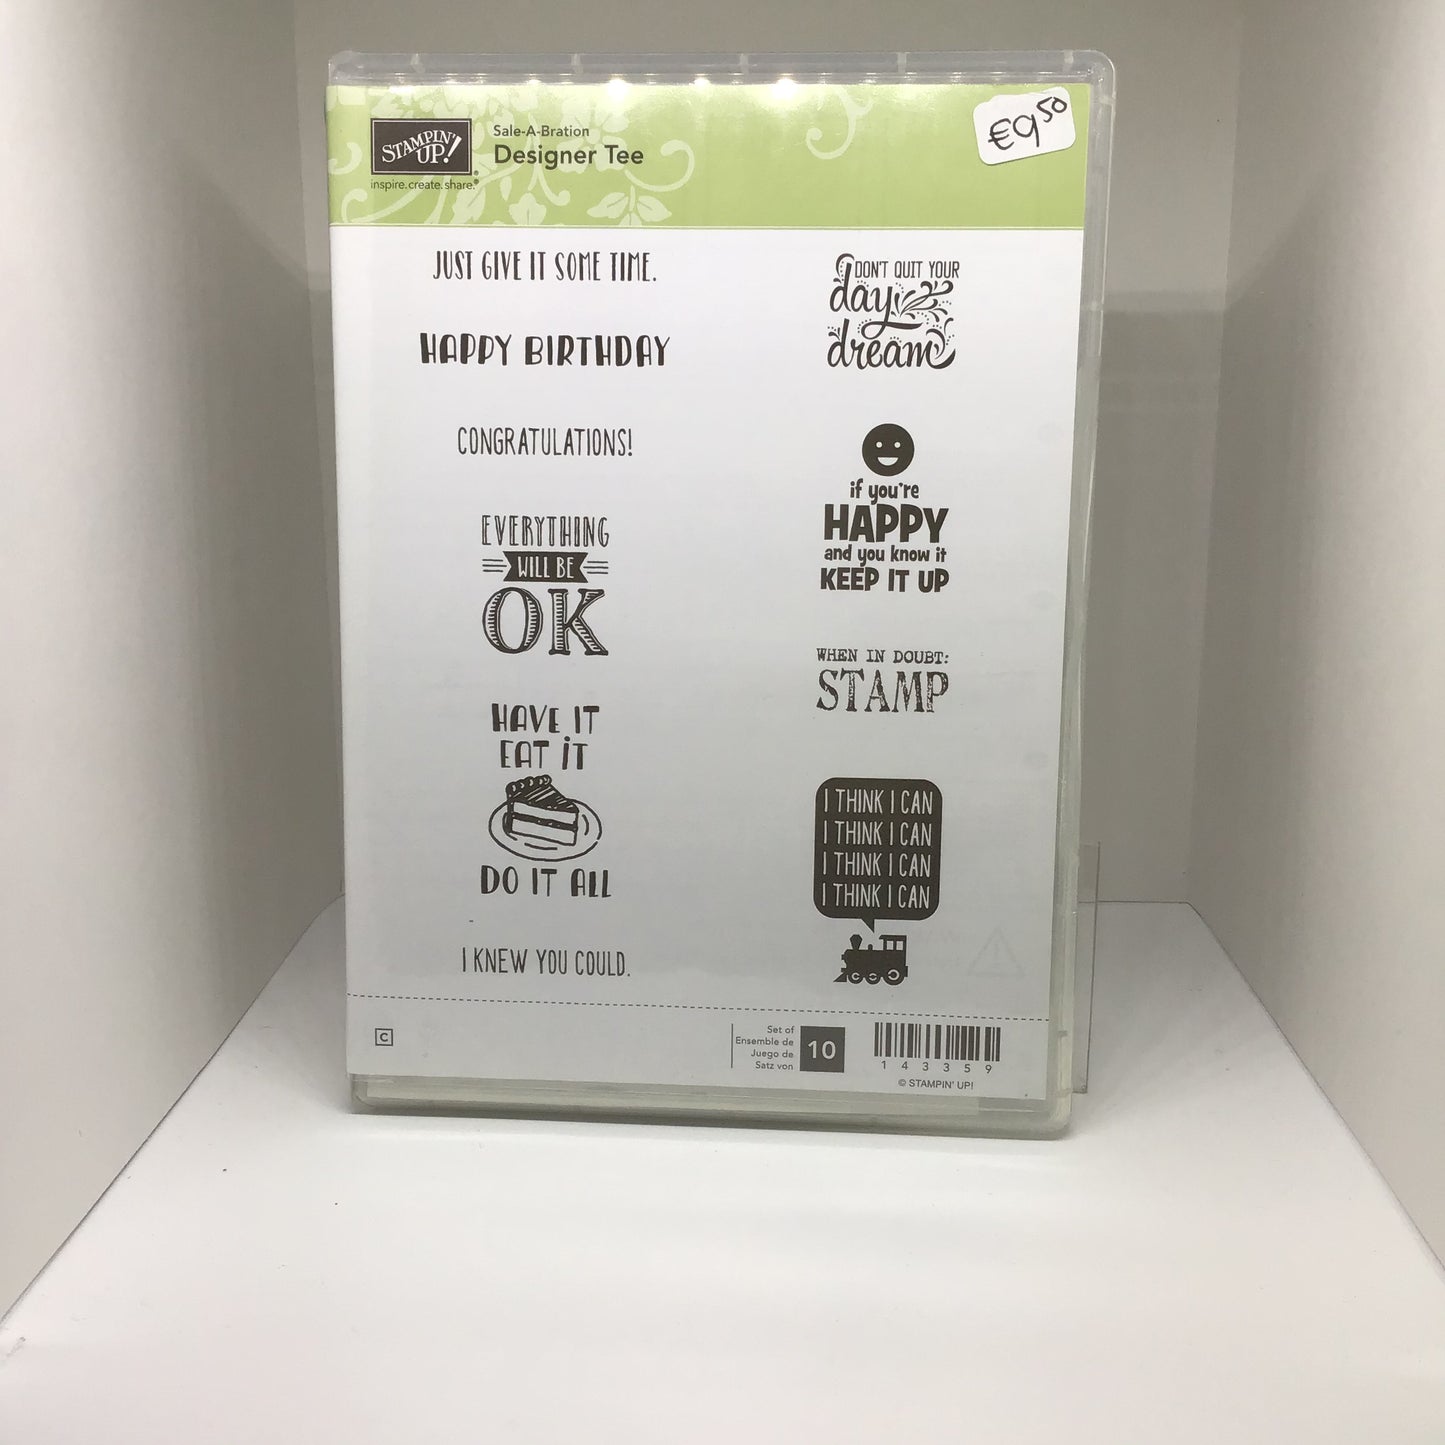 STAMPIN' UP!®
inspire.create.share.®
Sale-A-Bration
Designer Tee
€9.50
JUST GIVE IT SOME TIME.
HAPPY BIRTHDAY
CONGRATULATIONS!
EVERYTHING
WILL BE
OK
HAVE IT
EAT iT
DO IT ALL
I KNEW YOU COULD.
DON'T QUIT YOUR
day
dream
if you're
HAPPY
and you know it
KEEP IT UP
WHEN IN DOUBT:
STAMP
I THINK I CAN
I THINK I CAN
I THINK I CAN
I THINK I CAN
C
Set of
Ensemble de
Juego de
Satz von
10
1 4 3 3 5 9
© STAMPIN' UP!